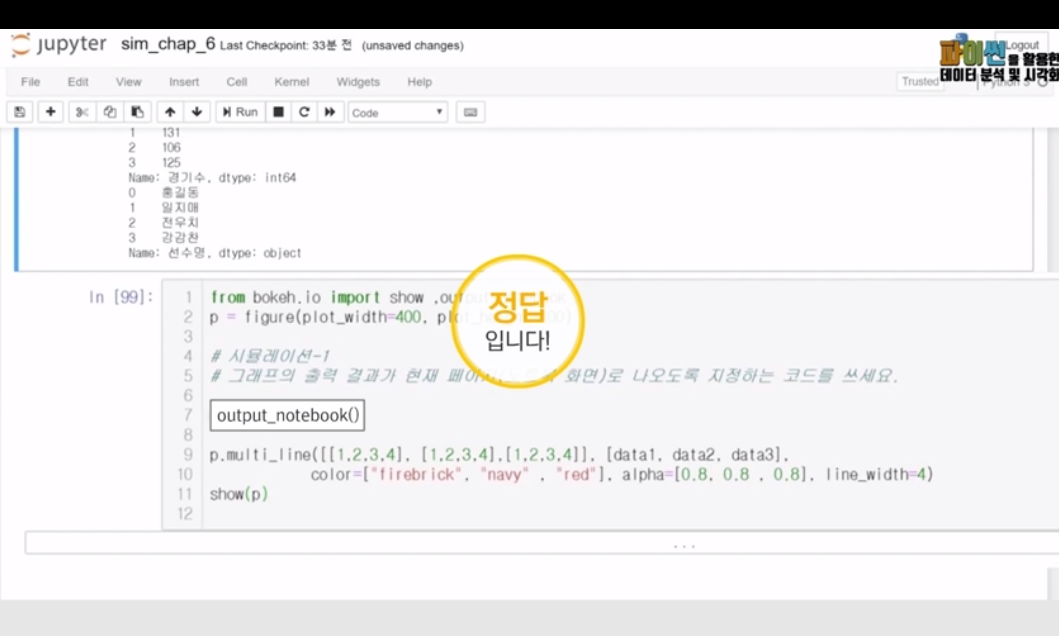 jupyter sim_chap_6 Last Checkpoint: 33분 전 (unsaved changes)
Logout
파이썬을 활용한
데이터 분석 및 시각화
File Edit View Insert Cell Kernel Widgets Help
Trusted Python 3
Run Code
1 131
2 106
3 125
Name: 경기수, dtype: int64
0 홍길동
1 일지매
2 전우치
3 강감찬
Name: 선수명, dtype: object
In [99]:
1 from bokeh.io import show ,
2 p = figure(plot_width=400,
3
4 # 시뮬레이션-1
5 # 그래프의 출력 결과가 현재 화면)로 나오도록 지정하는 코드를 쓰세요.
6
7 output_notebook()
8
9 p.multi_line([[1,2,3,4], [1,2,3,4],[1,2,3,4]], [data1, data2, data3],
10 color=["firebrick", "navy" , "red"], alpha=[0.8, 0.8 , 0.8], line_width=4)
11 show(p)
12
정답
입니다!
...